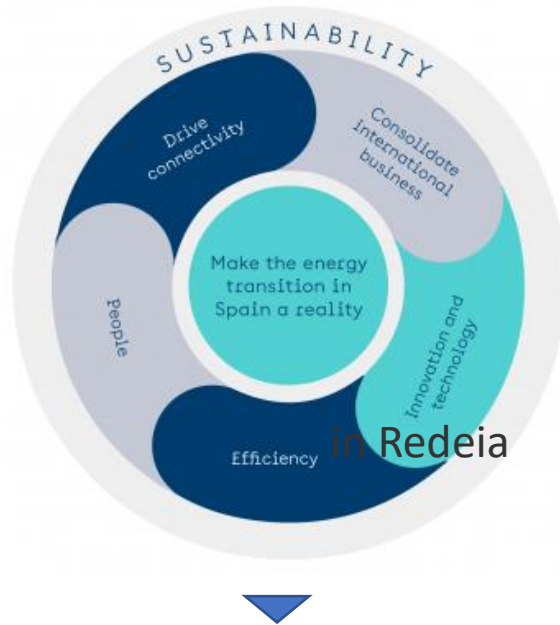 SUSTAINABILITY
Drive
connectivity
Consolidate
international
business
Make the energy
transition in
Spain a reality
People
Innovation and
technology
Efficiency
in Redeia